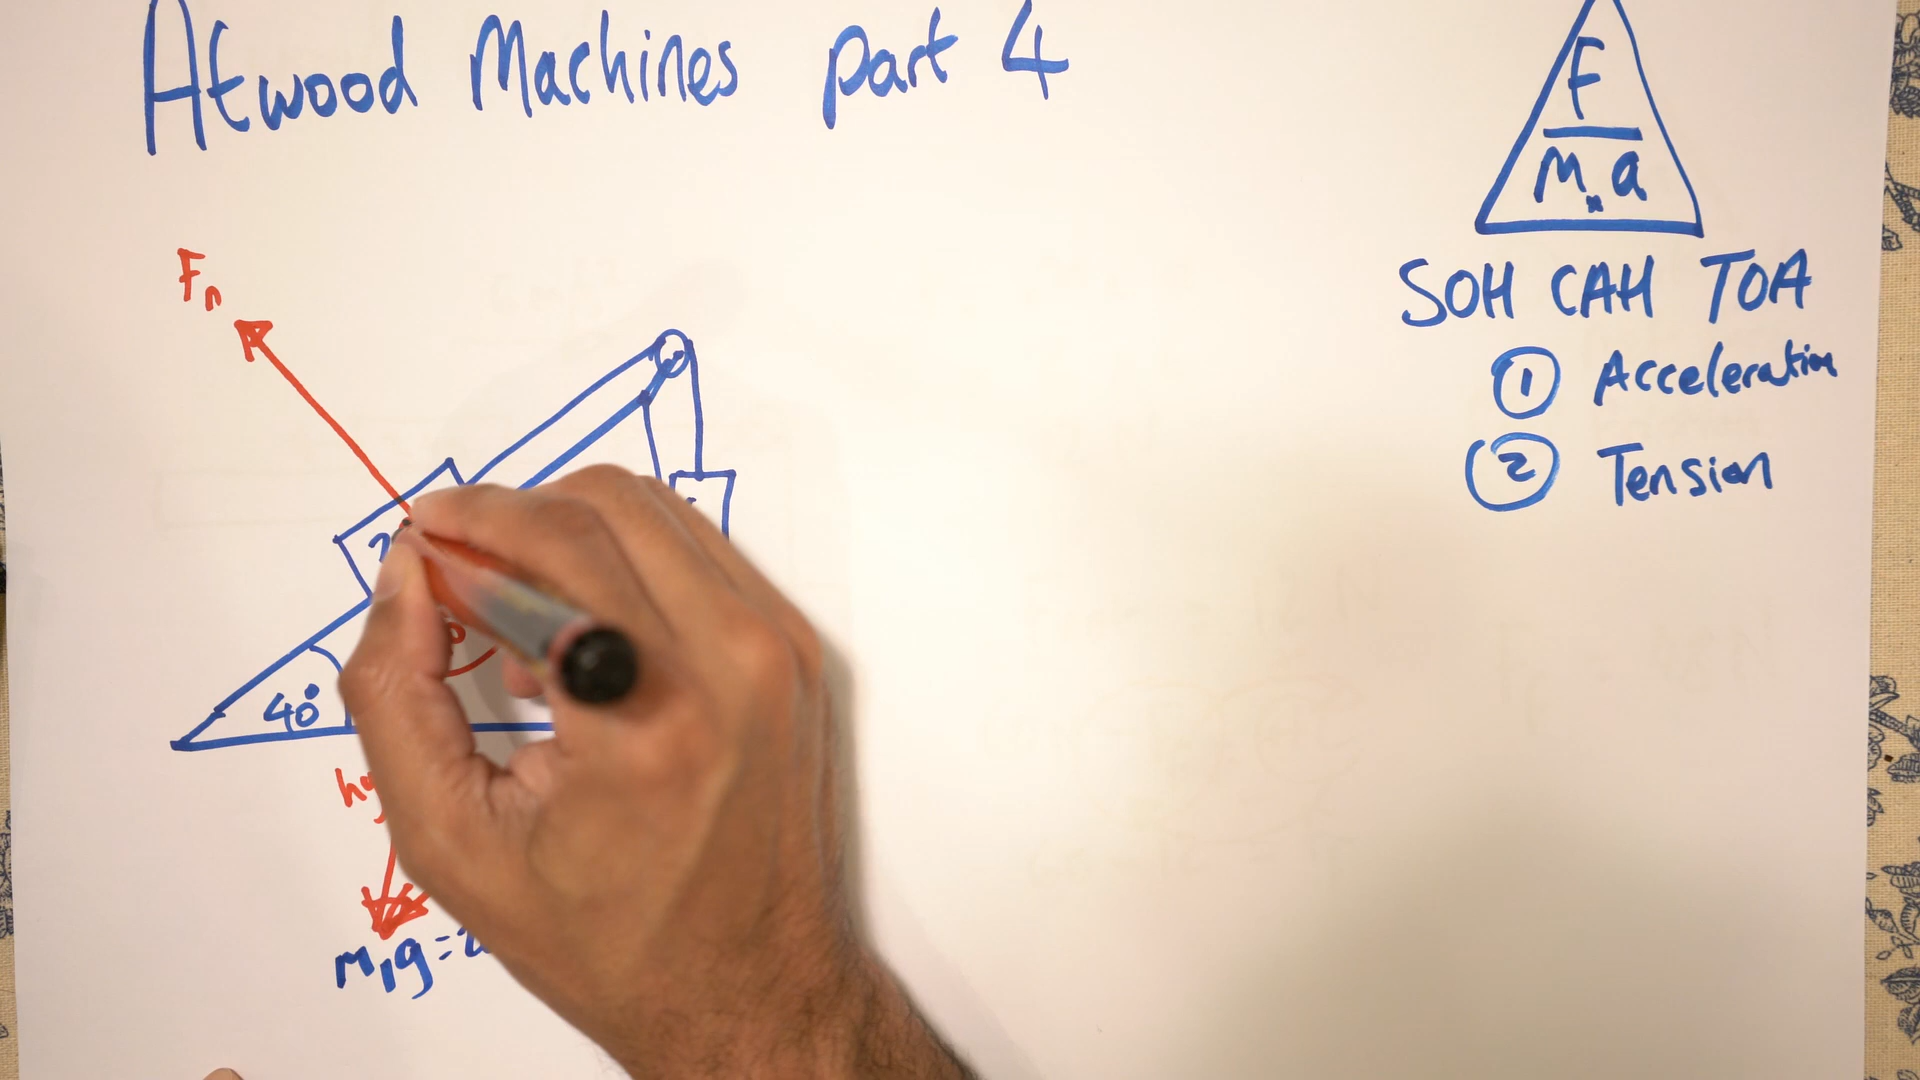 Atwood Machines part 4
F
M × a
SOH CAH TOA
① Acceleration
② Tension
Fn
40°
m₁g=